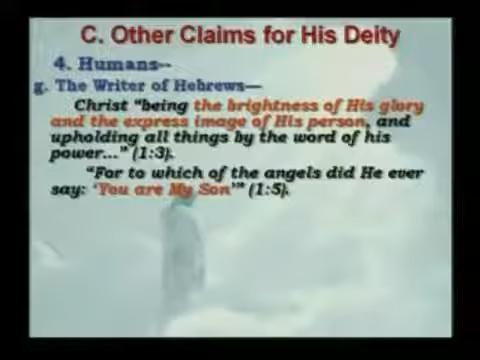 C. Other Claims for His Deity
4. Humans--
g. The Writer of Hebrews—
Christ “being the brightness of His glory
and the express image of His person, and
upholding all things by the word of his
power...” (1:3).
“For to which of the angels did He ever
say: ‘You are My Son’” (1:5).